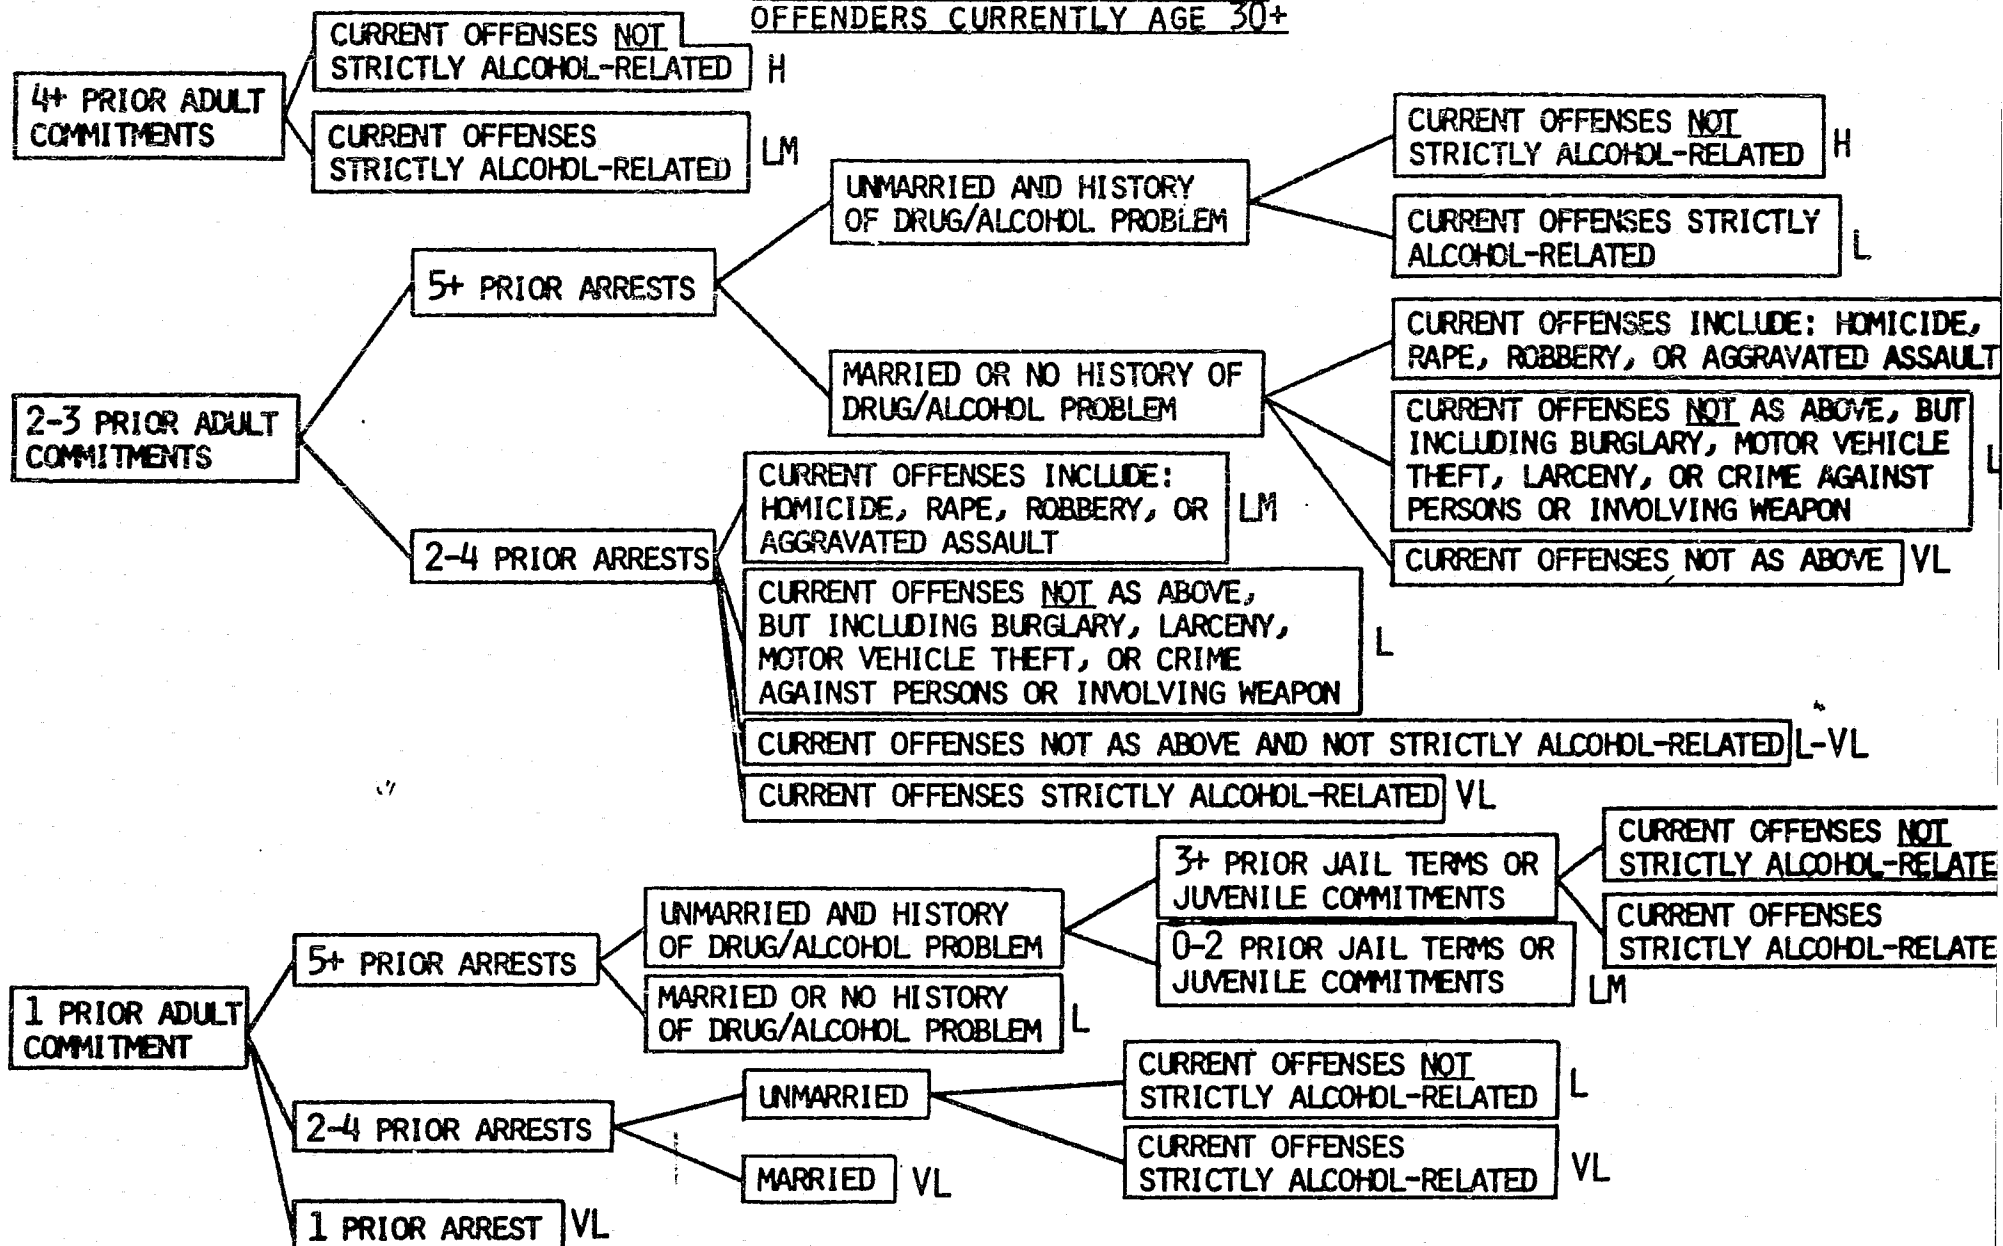 OFFENDERS CURRENTLY AGE 30+
4+ PRIOR ADULT
COMMITMENTS
CURRENT OFFENSES NOT
STRICTLY ALCOHOL-RELATED
H
CURRENT OFFENSES
STRICTLY ALCOHOL-RELATED
LM
2-3 PRIOR ADULT
COMMITMENTS
5+ PRIOR ARRESTS
UNMARRIED AND HISTORY
OF DRUG/ALCOHOL PROBLEM
CURRENT OFFENSES NOT
STRICTLY ALCOHOL-RELATED
H
CURRENT OFFENSES STRICTLY
ALCOHOL-RELATED
L
MARRIED OR NO HISTORY OF
DRUG/ALCOHOL PROBLEM
CURRENT OFFENSES INCLUDE: HOMICIDE,
RAPE, ROBBERY, OR AGGRAVATED ASSAULT
CURRENT OFFENSES NOT AS ABOVE, BUT
INCLUDING BURGLARY, MOTOR VEHICLE
THEFT, LARCENY, OR CRIME AGAINST
PERSONS OR INVOLVING WEAPON
L
CURRENT OFFENSES NOT AS ABOVE
VL
2-4 PRIOR ARRESTS
CURRENT OFFENSES INCLUDE:
HOMICIDE, RAPE, ROBBERY, OR
AGGRAVATED ASSAULT
LM
CURRENT OFFENSES NOT AS ABOVE,
BUT INCLUDING BURGLARY, LARCENY,
MOTOR VEHICLE THEFT, OR CRIME
AGAINST PERSONS OR INVOLVING WEAPON
L
CURRENT OFFENSES NOT AS ABOVE AND NOT STRICTLY ALCOHOL-RELATED
L-VL
CURRENT OFFENSES STRICTLY ALCOHOL-RELATED
VL
1 PRIOR ADULT
COMMITMENT
5+ PRIOR ARRESTS
UNMARRIED AND HISTORY
OF DRUG/ALCOHOL PROBLEM
3+ PRIOR JAIL TERMS OR
JUVENILE COMMITMENTS
CURRENT OFFENSES NOT
STRICTLY ALCOHOL-RELATE
CURRENT OFFENSES
STRICTLY ALCOHOL-RELATE
0-2 PRIOR JAIL TERMS OR
JUVENILE COMMITMENTS
LM
MARRIED OR NO HISTORY
OF DRUG/ALCOHOL PROBLEM
L
2-4 PRIOR ARRESTS
UNMARRIED
CURRENT OFFENSES NOT
STRICTLY ALCOHOL-RELATED
L
CURRENT OFFENSES
STRICTLY ALCOHOL-RELATED
VL
MARRIED
VL
1 PRIOR ARREST
VL